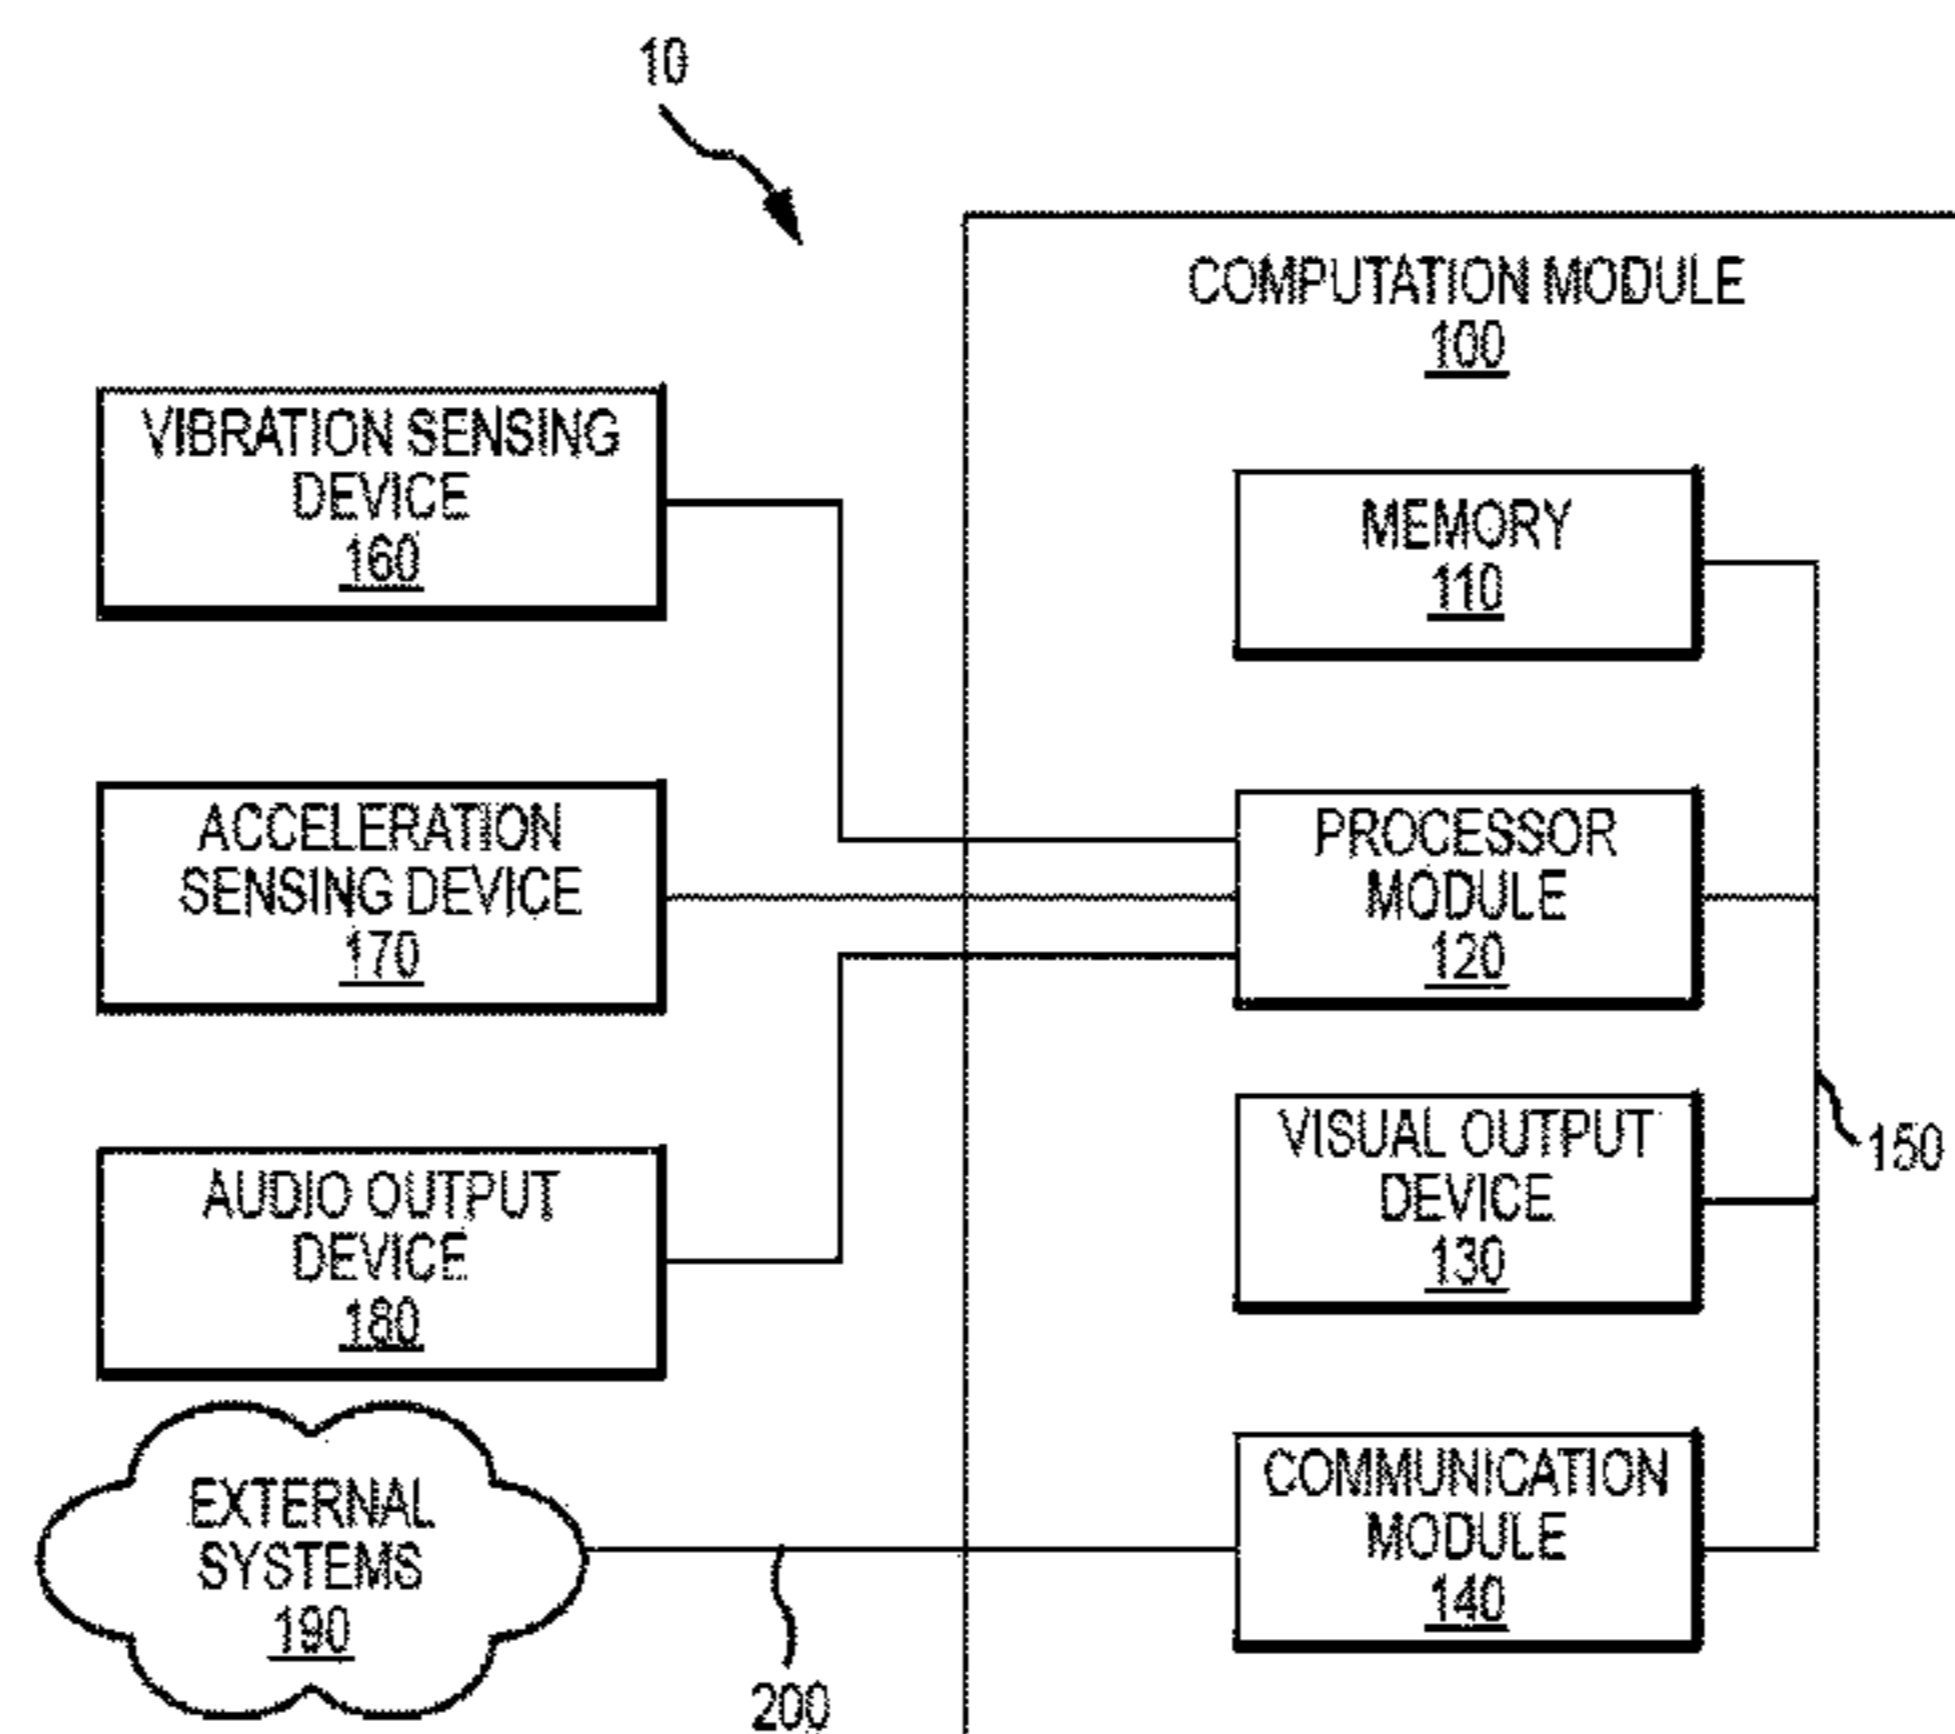 10
COMPUTATION MODULE
100
VIBRATION SENSING
DEVICE
160
MEMORY
110
ACCELERATION
SENSING DEVICE
170
PROCESSOR
MODULE
120
AUDIO OUTPUT
DEVICE
180
VISUAL OUTPUT
DEVICE
130
150
EXTERNAL
SYSTEMS
190
COMMUNICATION
MODULE
140
200